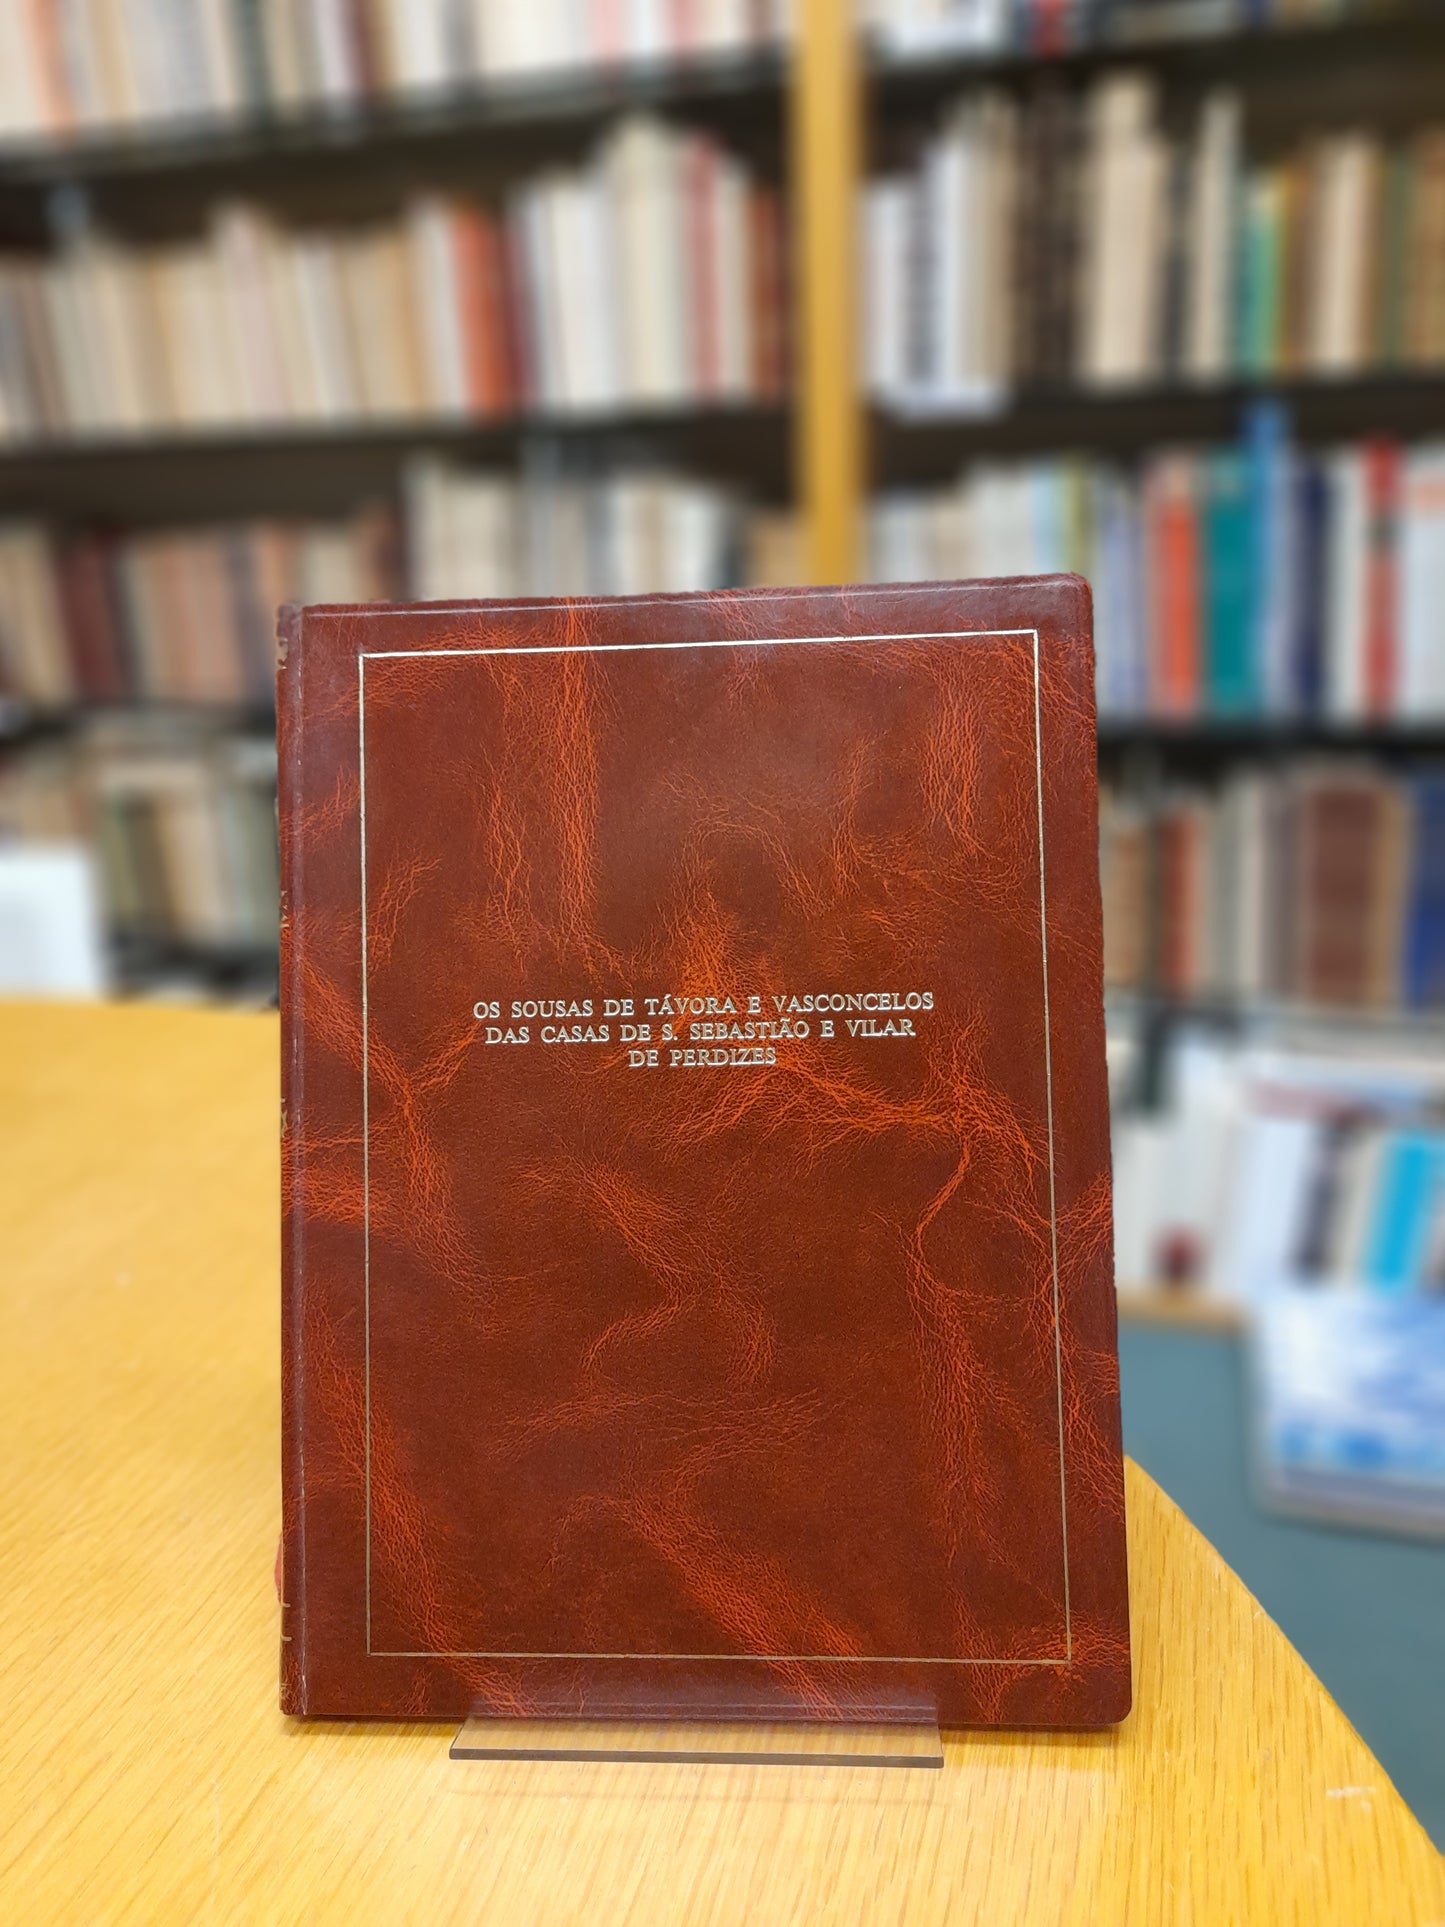 OS SOUSAS DE TÁVORA E VASCONCELOS
DAS CASAS DE S. SEBASTIÃO E VILAR
DE PERDIZES